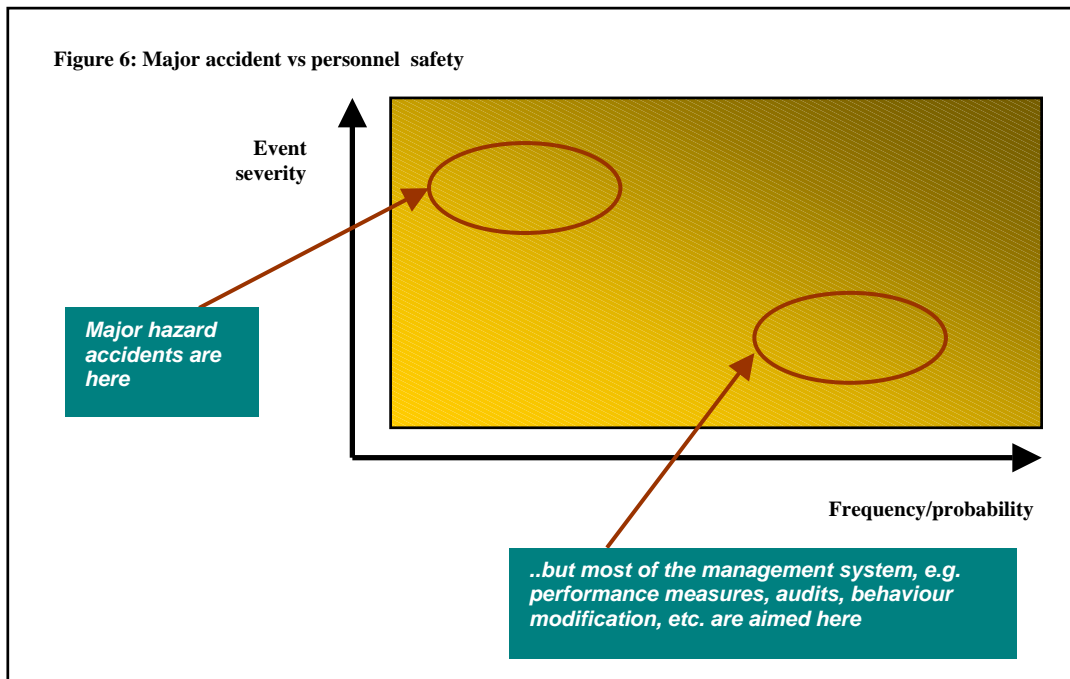 Figure 6: Major accident vs personnel safety
Event
severity
Major hazard
accidents are
here
Frequency/probability
..but most of the management system, e.g.
performance measures, audits, behaviour
modification, etc. are aimed here